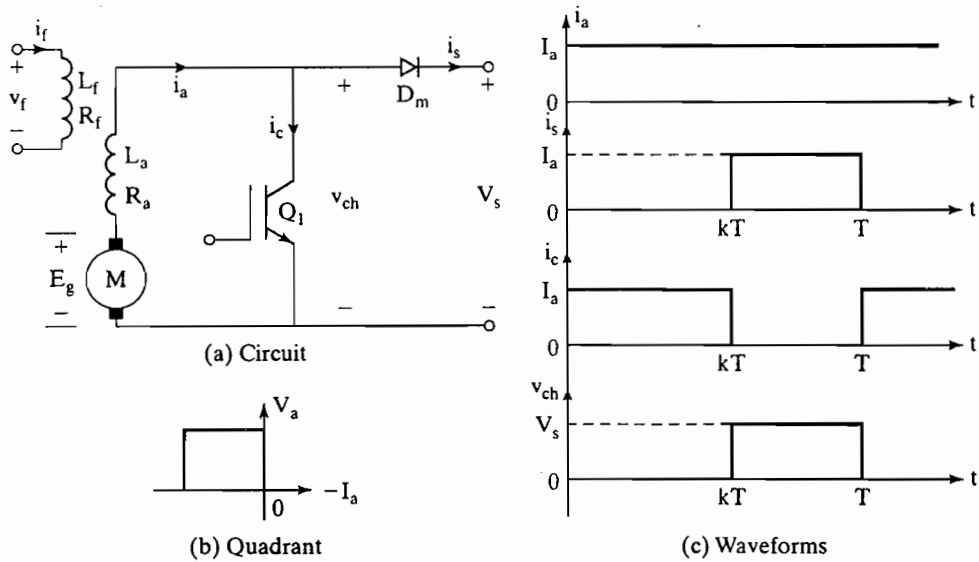 i_f
+
v_f
−
L_f
R_f
i_a
L_a
R_a
+
E_g
−
M
i_c
Q_1
+
v_ch
−
D_m
i_s
+
V_s
−
(a) Circuit
V_a
−I_a
0
(b) Quadrant
i_a
I_a
0
t
i_s
I_a
0
kT
T
t
i_c
I_a
0
kT
T
t
v_ch
V_s
0
kT
T
t
(c) Waveforms